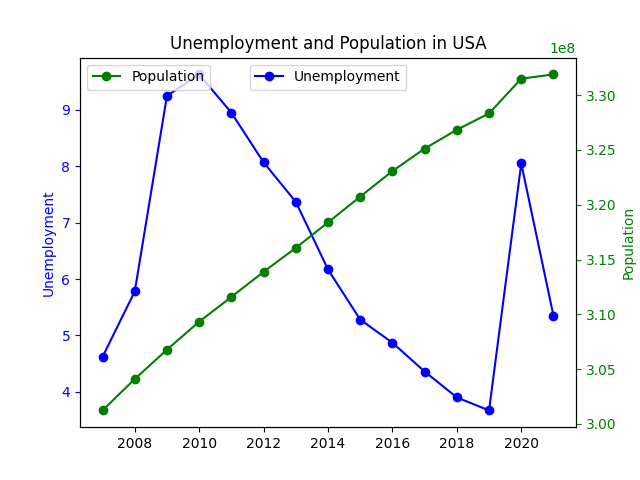 Unemployment and Population in USA
1e8
Population
Unemployment
9
8
7
6
5
4
Unemployment
3.30
3.25
3.20
3.15
3.10
3.05
3.00
Population
2008 2010 2012 2014 2016 2018 2020